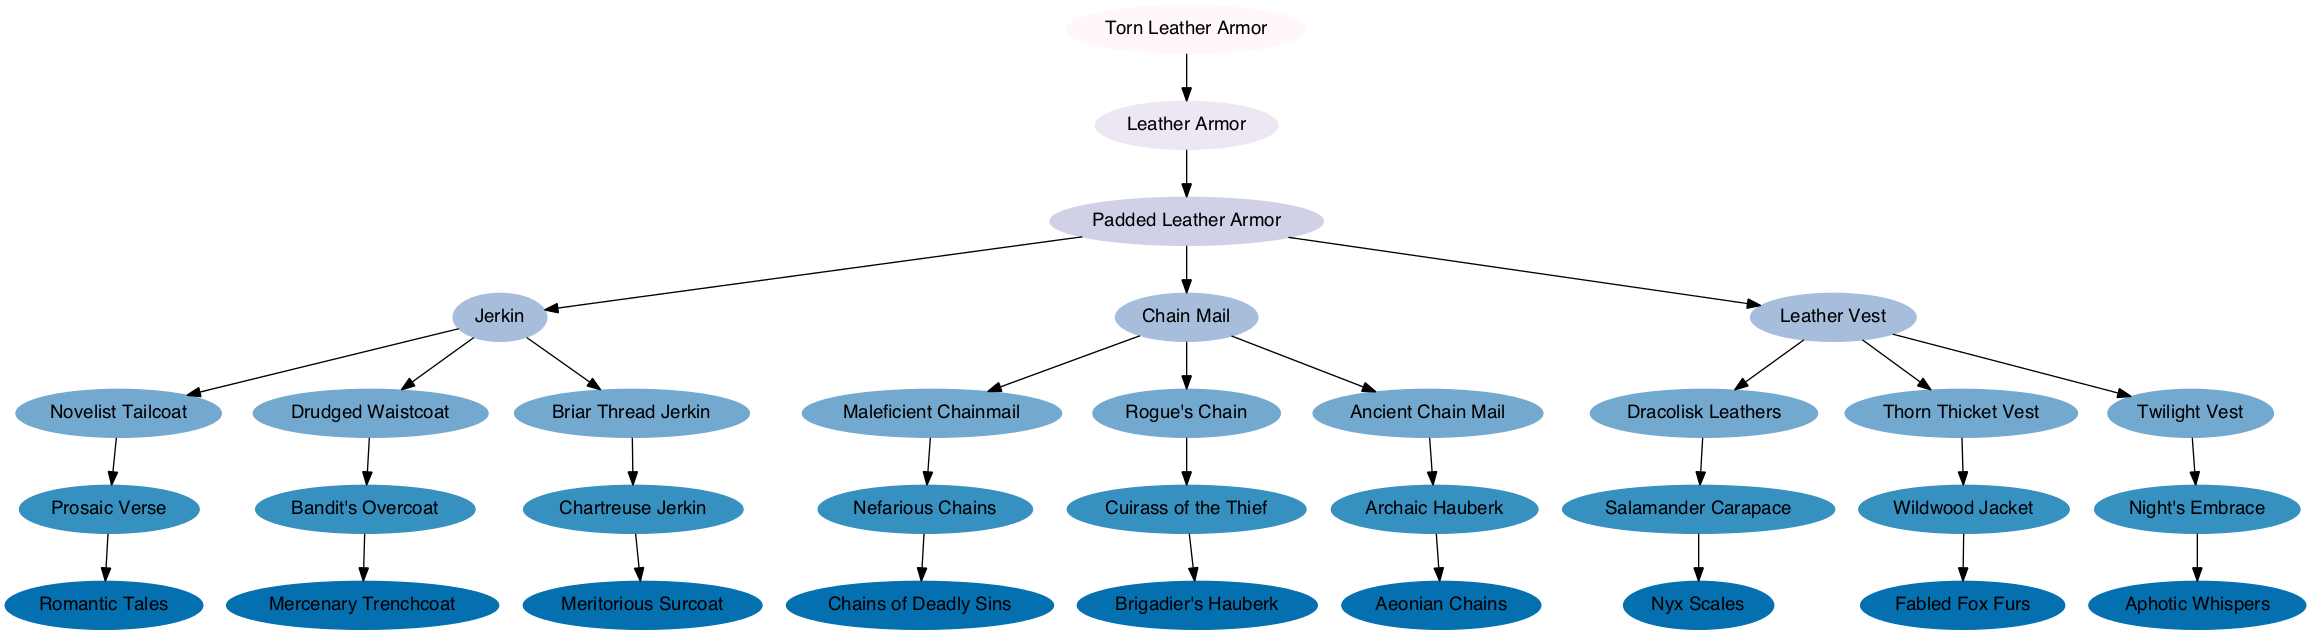 Torn Leather Armor
Leather Armor
Padded Leather Armor
Jerkin
Chain Mail
Leather Vest
Novelist Tailcoat
Drudged Waistcoat
Briar Thread Jerkin
Maleficient Chainmail
Rogue's Chain
Ancient Chain Mail
Dracolisk Leathers
Thorn Thicket Vest
Twilight Vest
Prosaic Verse
Bandit's Overcoat
Chartreuse Jerkin
Nefarious Chains
Cuirass of the Thief
Archaic Hauberk
Salamander Carapace
Wildwood Jacket
Night's Embrace
Romantic Tales
Mercenary Trenchcoat
Meritorious Surcoat
Chains of Deadly Sins
Brigadier's Hauberk
Aeonian Chains
Nyx Scales
Fabled Fox Furs
Aphotic Whispers